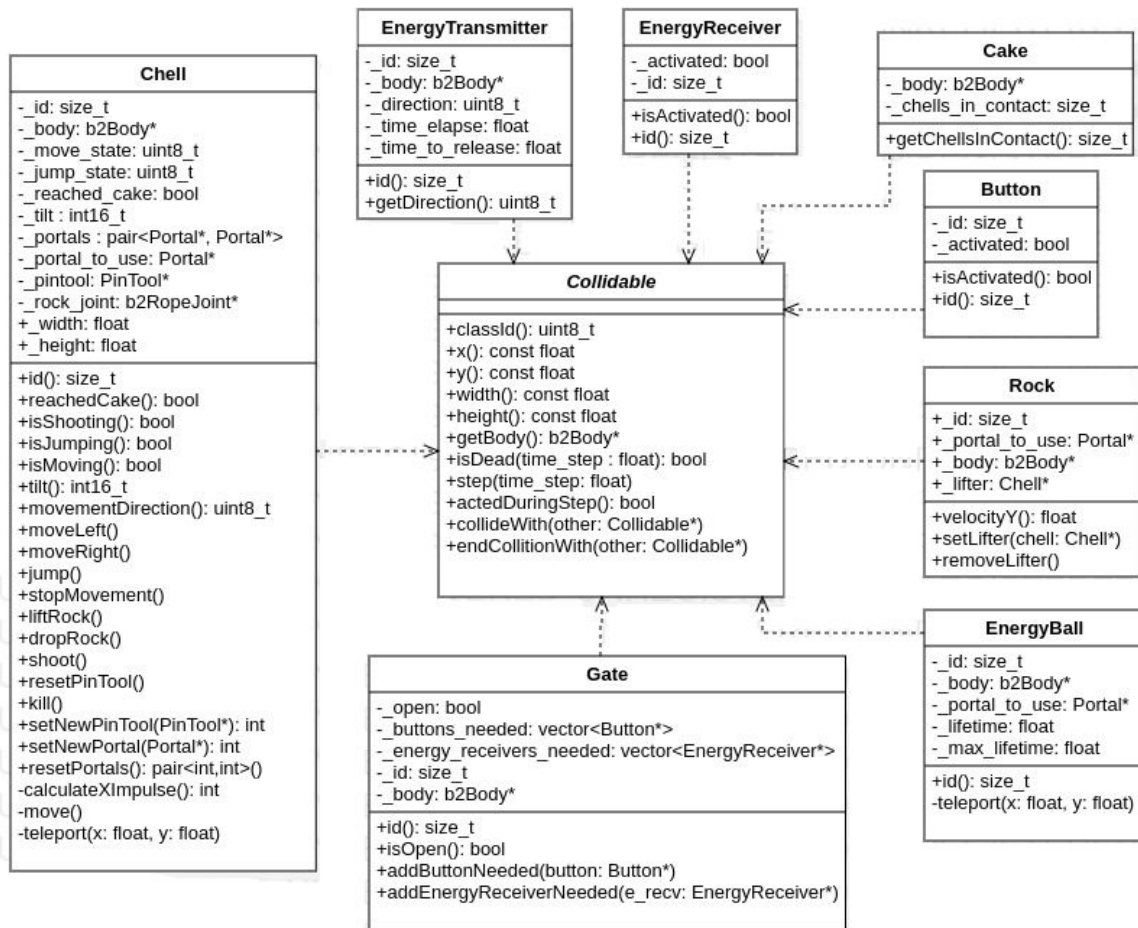 Chell
-_id: size_t
-_body: b2Body*
-_move_state: uint8_t
-_jump_state: uint8_t
-_reached_cake: bool
-_tilt : int16_t
-_portals : pair<Portal*, Portal*>
-_portal_to_use: Portal*
-_pintool: PinTool*
-_rock_joint: b2RopeJoint*
+_width: float
+_height: float
+id(): size_t
+reachedCake(): bool
+isShooting(): bool
+isJumping(): bool
+isMoving(): bool
+tilt(): int16_t
+movementDirection(): uint8_t
+moveLeft()
+moveRight()
+jump()
+stopMovement()
+liftRock()
+dropRock()
+shoot()
+resetPinTool()
+kill()
+setNewPinTool(PinTool*): int
+setNewPortal(Portal*): int
+resetPortals(): pair<int,int>()
-calculateXImpulse(): int
-move()
-teleport(x: float, y: float)
EnergyTransmitter
-_id: size_t
-_body: b2Body*
-_direction: uint8_t
-_time_elapse: float
-_time_to_release: float
+id(): size_t
+getDirection(): uint8_t
EnergyReceiver
-_activated: bool
-_id: size_t
+isActivated(): bool
+id(): size_t
Cake
-_body: b2Body*
-_chells_in_contact: size_t
+getChellsInContact(): size_t
Button
-_id: size_t
-_activated: bool
+isActivated(): bool
+id(): size_t
Collidable
+classId(): uint8_t
+x(): const float
+y(): const float
+width(): const float
+height(): const float
+getBody(): b2Body*
+isDead(time_step : float): bool
+step(time_step: float)
+actedDuringStep(): bool
+collideWith(other: Collidable*)
+endCollitionWith(other: Collidable*)
Rock
+_id: size_t
+_portal_to_use: Portal*
+_body: b2Body*
+_lifter: Chell*
+velocityY(): float
+setLifter(chell: Chell*)
+removeLifter()
EnergyBall
-_id: size_t
-_body: b2Body*
-_portal_to_use: Portal*
-_lifetime: float
-_max_lifetime: float
+id(): size_t
-teleport(x: float, y: float)
Gate
-_open: bool
-_buttons_needed: vector<Button*>
-_energy_receivers_needed: vector<EnergyReceiver*>
-_id: size_t
-_body: b2Body*
+id(): size_t
+isOpen(): bool
+addButtonNeeded(button: Button*)
+addEnergyReceiverNeeded(e_recv: EnergyReceiver*)